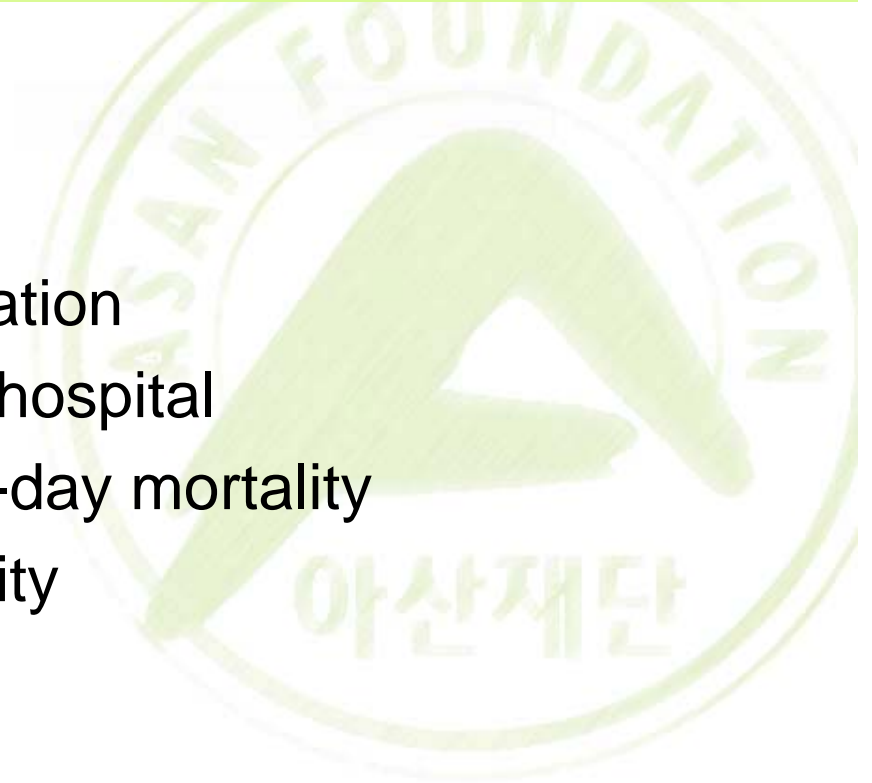 ASAN FOUNDATION
ation
hospital
-day mortality
ity
아산재단